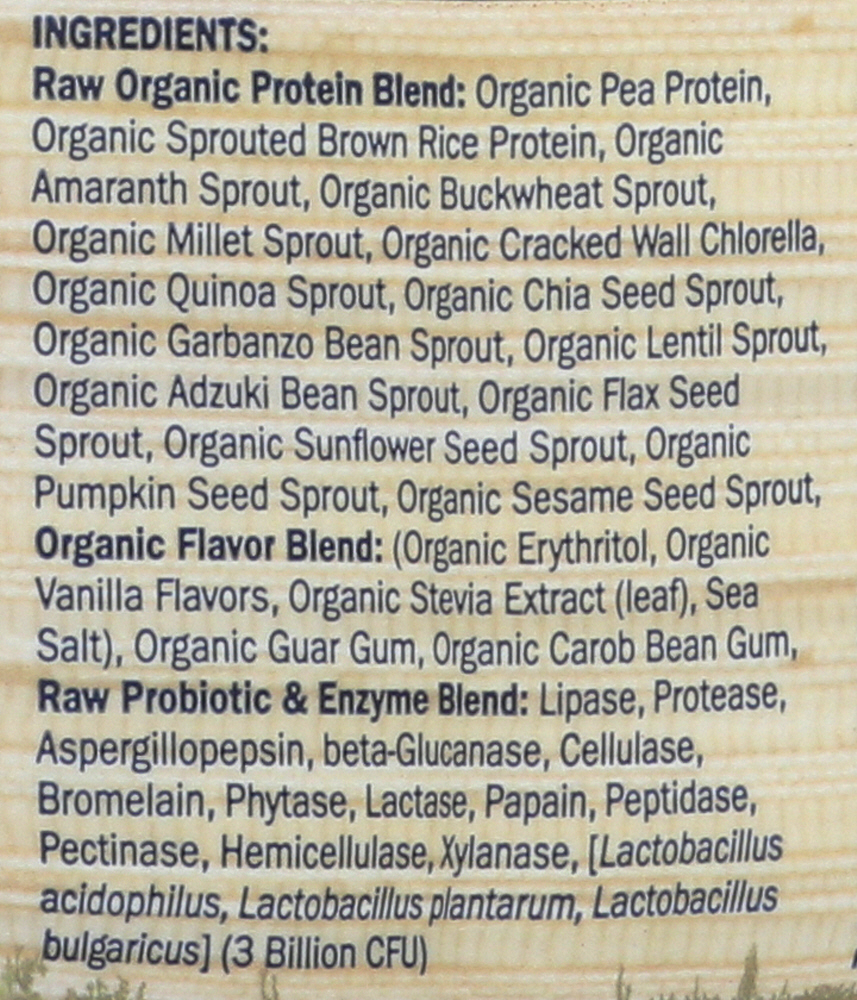 INGREDIENTS:
Raw Organic Protein Blend: Organic Pea Protein,
Organic Sprouted Brown Rice Protein, Organic
Amaranth Sprout, Organic Buckwheat Sprout,
Organic Millet Sprout, Organic Cracked Wall Chlorella,
Organic Quinoa Sprout, Organic Chia Seed Sprout,
Organic Garbanzo Bean Sprout, Organic Lentil Sprout,
Organic Adzuki Bean Sprout, Organic Flax Seed
Sprout, Organic Sunflower Seed Sprout, Organic
Pumpkin Seed Sprout, Organic Sesame Seed Sprout,
Organic Flavor Blend: (Organic Erythritol, Organic
Vanilla Flavors, Organic Stevia Extract (leaf), Sea
Salt), Organic Guar Gum, Organic Carob Bean Gum,
Raw Probiotic & Enzyme Blend: Lipase, Protease,
Aspergillopepsin, beta-Glucanase, Cellulase,
Bromelain, Phytase, Lactase, Papain, Peptidase,
Pectinase, Hemicellulase, Xylanase, [Lactobacillus
acidophilus, Lactobacillus plantarum, Lactobacillus
bulgaricus] (3 Billion CFU)